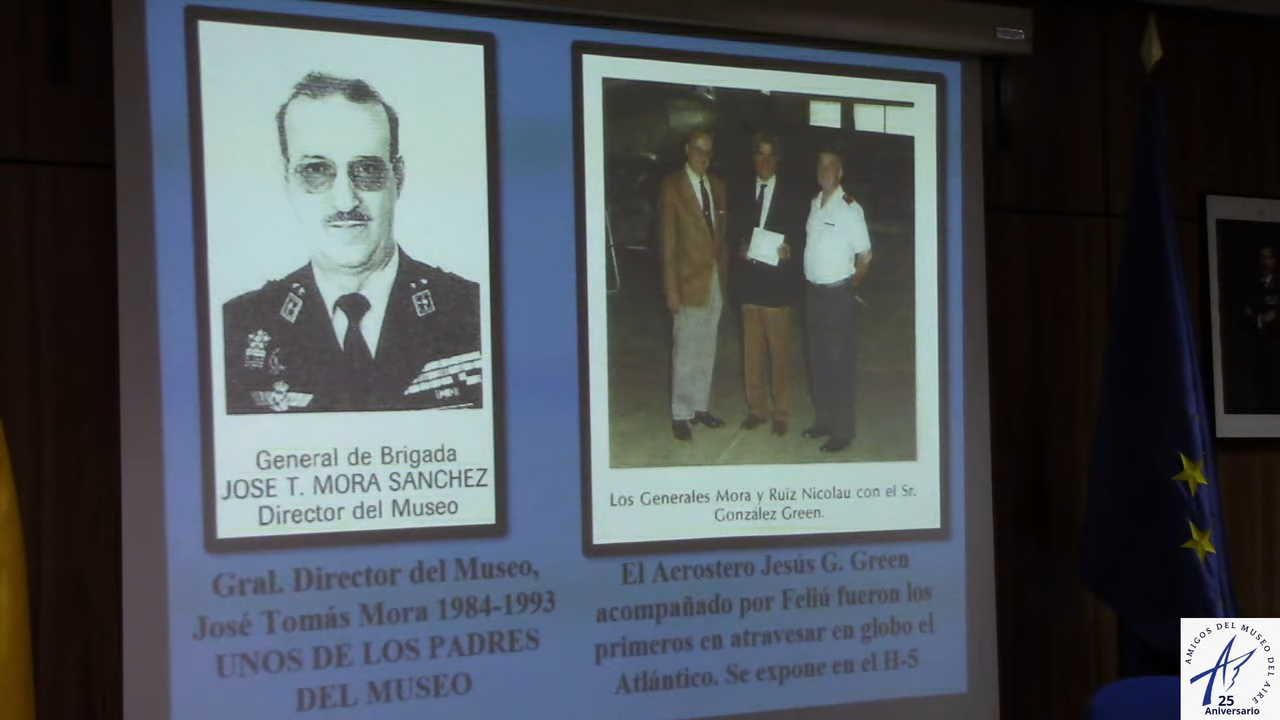 General de Brigada
JOSE T. MORA SANCHEZ
Director del Museo
Los Generales Mora y Ruiz Nicolau con el Sr.
González Green.
Gral. Director del Museo,
José Tomás Mora 1984-1993
UNOS DE LOS PADRES
DEL MUSEO
El Aerostero Jesús G. Green
acompañado por Feliú fueron los
primeros en atravesar en globo el
Atlántico. Se expone en el H-5
AMIGOS DEL MUSEO DEL AIRE
25
Aniversario